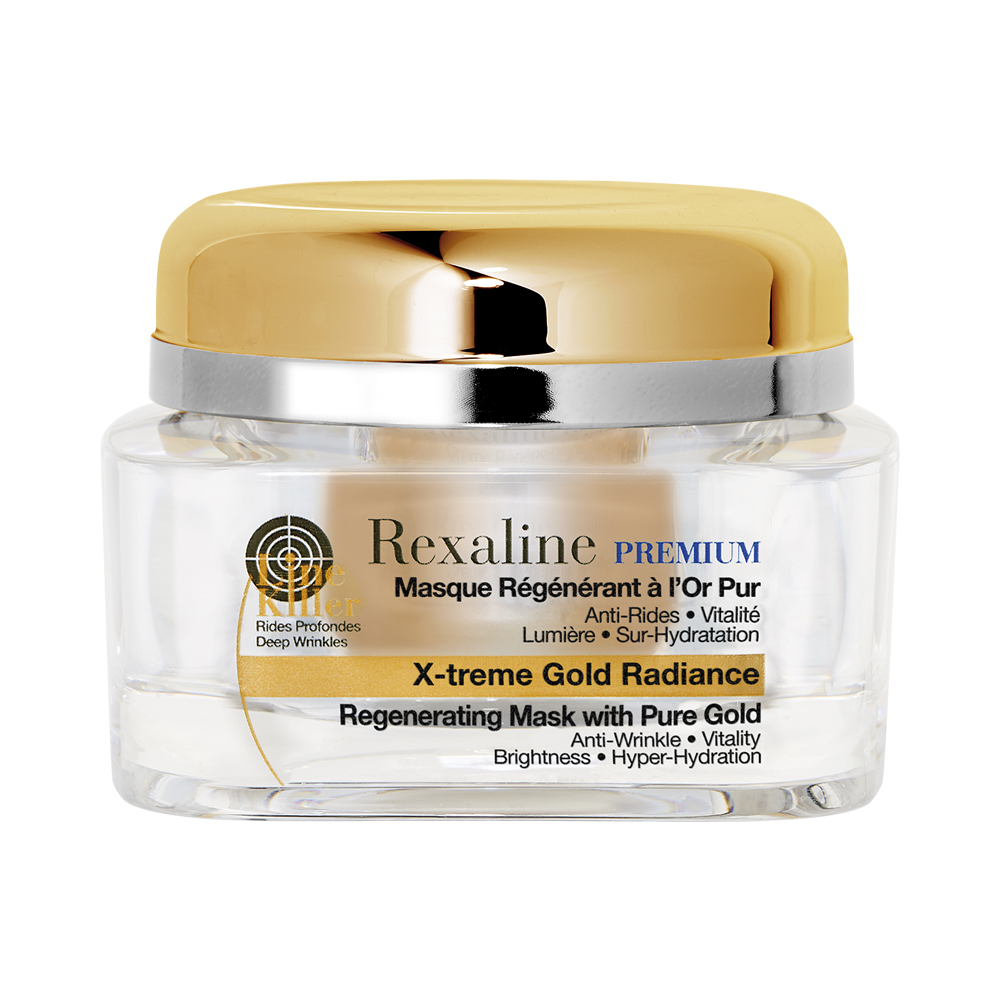 Line
Killer
Rides Profondes
Deep Wrinkles
Rexaline PREMIUM
Masque Régénérant à l'Or Pur
Anti-Rides • Vitalité
Lumière • Sur-Hydratation
X-treme Gold Radiance
Regenerating Mask with Pure Gold
Anti-Wrinkle • Vitality
Brightness • Hyper-Hydration